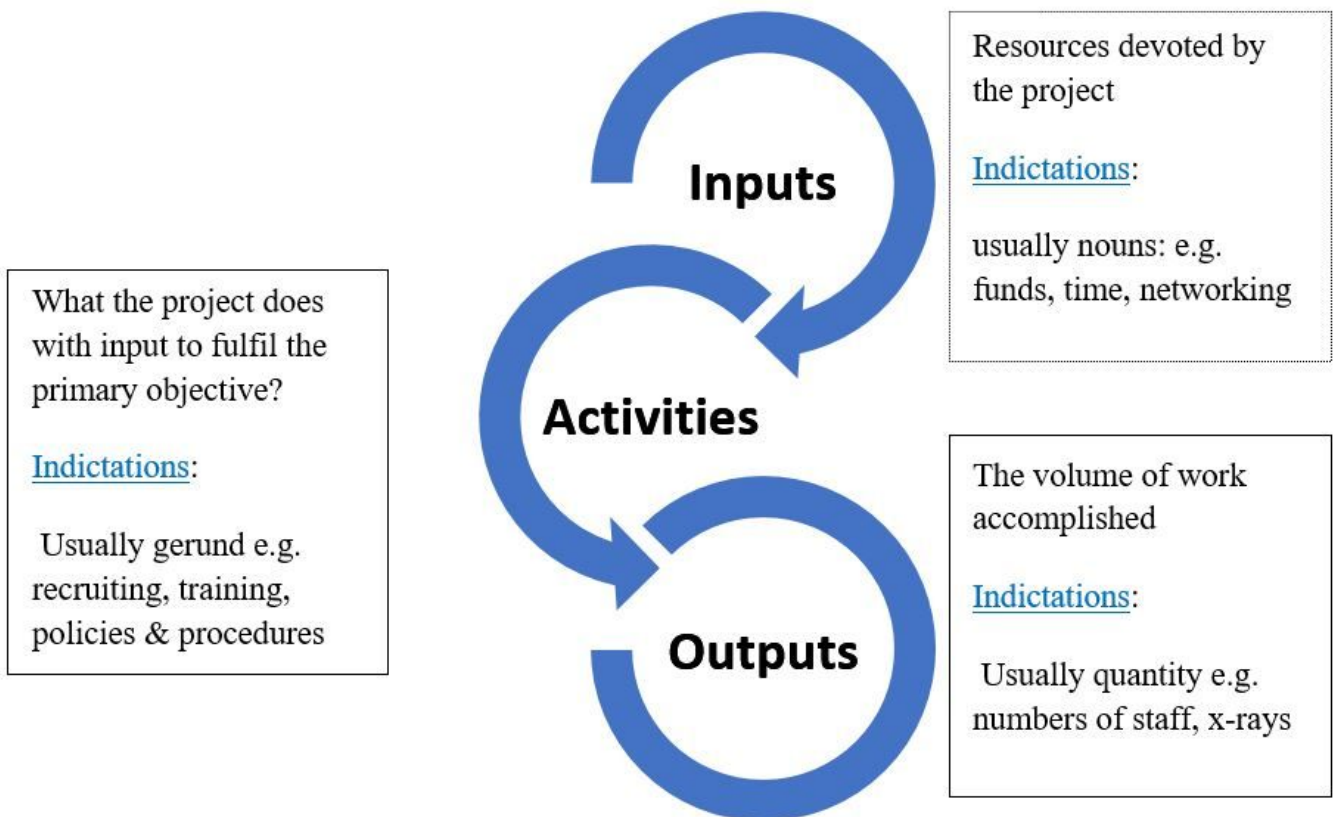 Inputs
Resources devoted by
the project
Indictations:
usually nouns: e.g.
funds, time, networking
Activities
What the project does
with input to fulfil the
primary objective?
Indictations:
Usually gerund e.g.
recruiting, training,
policies & procedures
Outputs
The volume of work
accomplished
Indictations:
Usually quantity e.g.
numbers of staff, x-rays